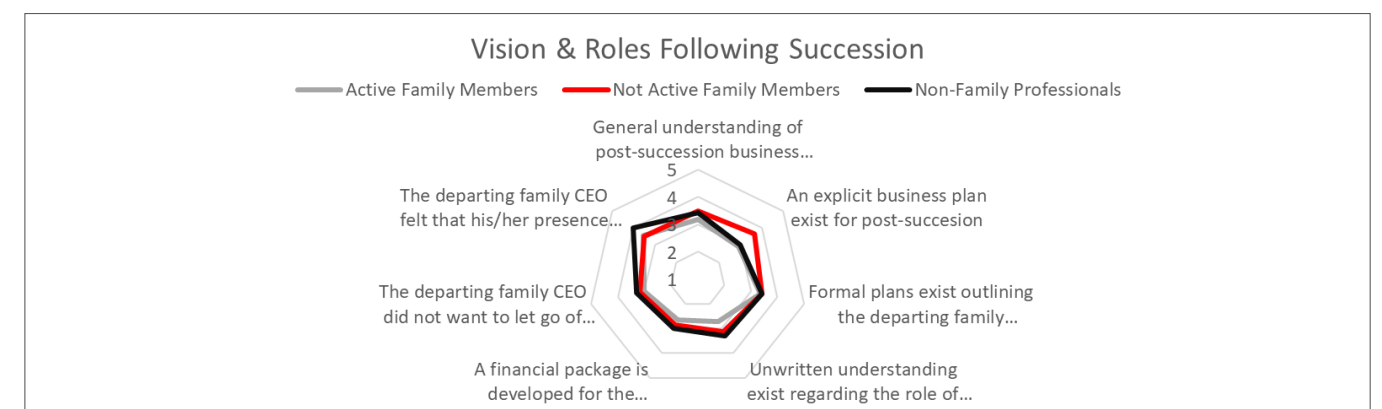 Vision & Roles Following Succession
Active Family Members
Not Active Family Members
Non-Family Professionals
General understanding of
post-succession business...
5
4
3
2
1
An explicit business plan
exist for post-succesion
Formal plans exist outlining
the departing family...
Unwritten understanding
exist regarding the role of...
A financial package is
developed for the...
The departing family CEO
did not want to let go of...
The departing family CEO
felt that his/her presence...